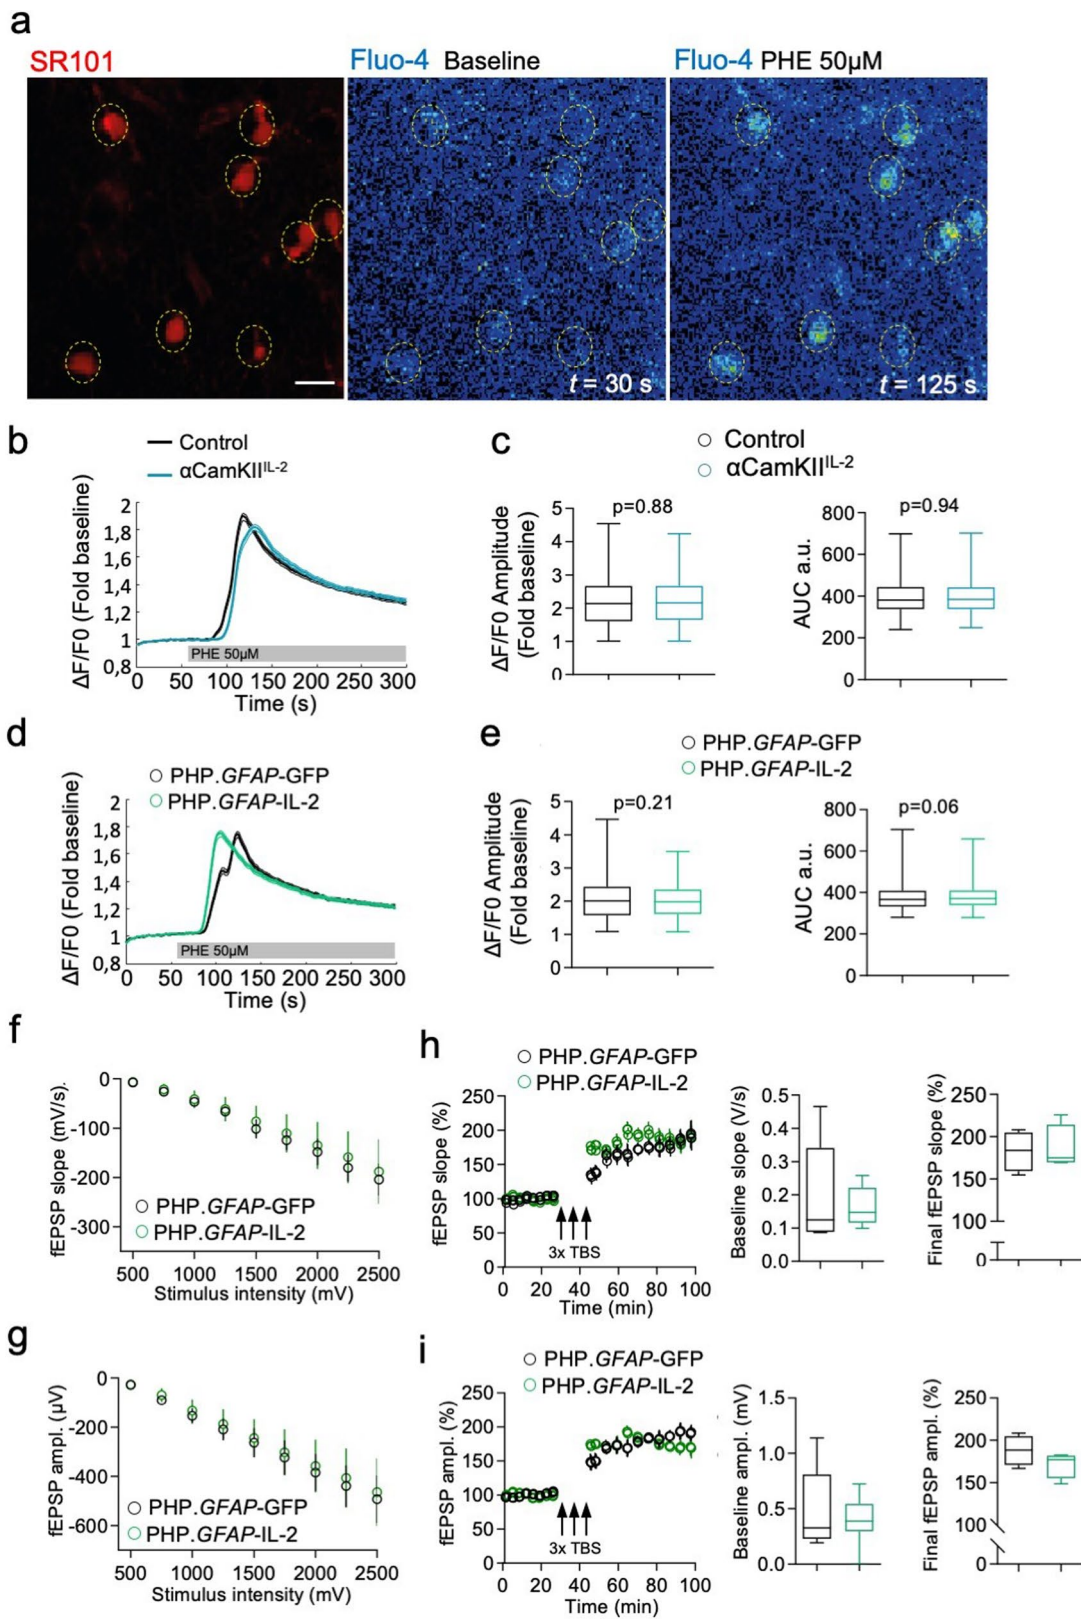 a
SR101
Fluo-4 Baseline
Fluo-4 PHE 50µM
t = 30 s
t = 125 s
b
Control
αCamKII^IL-2
ΔF/F0 (Fold baseline)
2
1,8
1,6
1,4
1,2
1
0,8
PHE 50µM
0 50 100 150 200 250 300
Time (s)
c
Control
αCamKII^IL-2
ΔF/F0 Amplitude
(Fold baseline)
5
4
3
2
1
0
p=0.88
AUC a.u.
800
600
400
200
0
p=0.94
d
PHP.GFAP-GFP
PHP.GFAP-IL-2
ΔF/F0 (Fold baseline)
2
1,8
1,6
1,4
1,2
1
0,8
PHE 50µM
0 50 100 150 200 250 300
Time (s)
e
PHP.GFAP-GFP
PHP.GFAP-IL-2
ΔF/F0 Amplitude
(Fold baseline)
5
4
3
2
1
0
p=0.21
AUC a.u.
800
600
400
200
0
p=0.06
f
fEPSP slope (mV/s).
0
-100
-200
-300
PHP.GFAP-GFP
PHP.GFAP-IL-2
500 1000 1500 2000 2500
Stimulus intensity (mV)
h
PHP.GFAP-GFP
PHP.GFAP-IL-2
fEPSP slope (%)
250
200
150
100
50
0
3x TBS
0 20 40 60 80 100
Time (min)
Baseline slope (V/s)
0.5
0.4
0.3
0.2
0.1
0.0
Final fEPSP slope (%)
250
200
150
100
0
g
fEPSP ampl. (µV)
0
-200
-400
-600
PHP.GFAP-GFP
PHP.GFAP-IL-2
500 1000 1500 2000 2500
Stimulus intensity (mV)
i
PHP.GFAP-GFP
PHP.GFAP-IL-2
fEPSP ampl. (%)
250
200
150
100
50
0
3x TBS
0 20 40 60 80 100
Time (min)
Baseline ampl. (mV)
1.5
1.0
0.5
0.0
Final fEPSP ampl. (%)
250
200
150
100
0